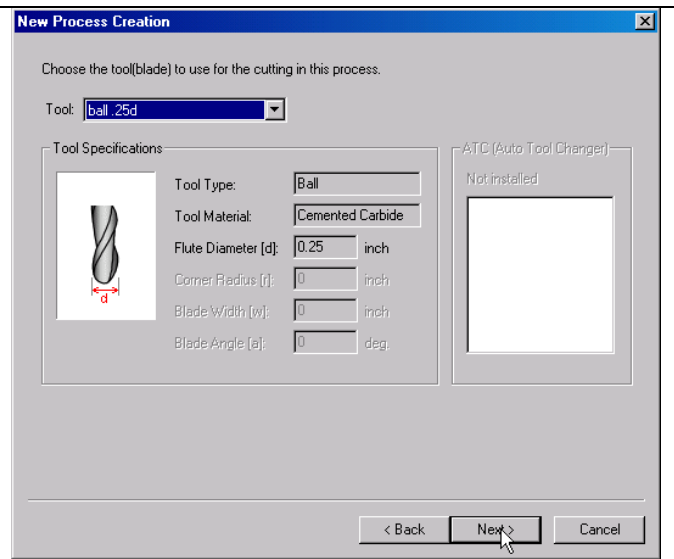 New Process Creation
Choose the tool(blade) to use for the cutting in this process.
Tool: ball .25d
Tool Specifications
Tool Type: Ball
Tool Material: Cemented Carbide
Flute Diameter [d]: 0.25 inch
Corner Radius [r]: 0 inch
Blade Width [w]: 0 inch
Blade Angle [a]: 0 deg.
d
ATC (Auto Tool Changer)
Not installed
< Back Next > Cancel